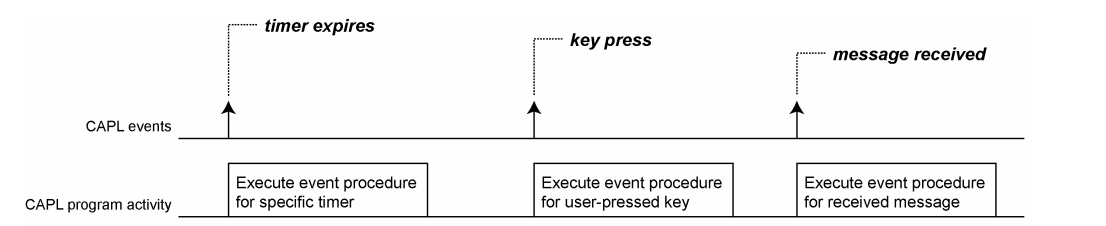 timer expires
key press
message received
CAPL events
Execute event procedure
for specific timer
Execute event procedure
for user-pressed key
Execute event procedure
for received message
CAPL program activity